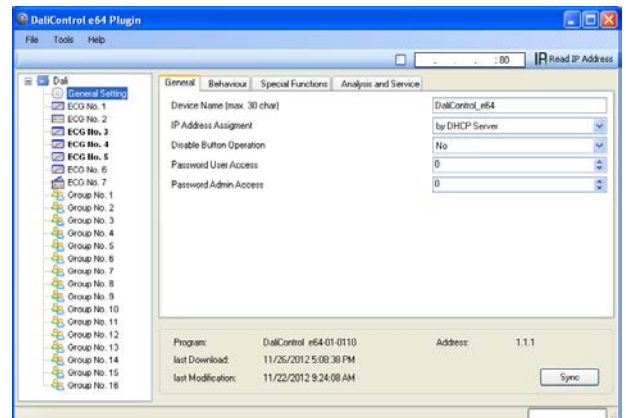 DaliControl e64 Plugin
File Tools Help
. . . :80 IP Read IP Address
Dali
General Setting
ECG No. 1
ECG No. 2
ECG No. 3
ECG No. 4
ECG No. 5
ECG No. 6
ECG No. 7
Group No. 1
Group No. 2
Group No. 3
Group No. 4
Group No. 5
Group No. 6
Group No. 7
Group No. 8
Group No. 9
Group No. 10
Group No. 11
Group No. 12
Group No. 13
Group No. 14
Group No. 15
Group No. 16
General Behaviour Special Functions Analysis and Service
Device Name (max. 30 char) DaliControl_e64
IP Address Assigment by DHCP Server
Disable Button Operation No
Password User Access 0
Password Admin Access 0
Program: DaliControl e64-01-0110 Address: 1.1.1
last Download: 11/26/2012 5:08:38 PM
last Modification: 11/22/2012 9:24:08 AM Sync